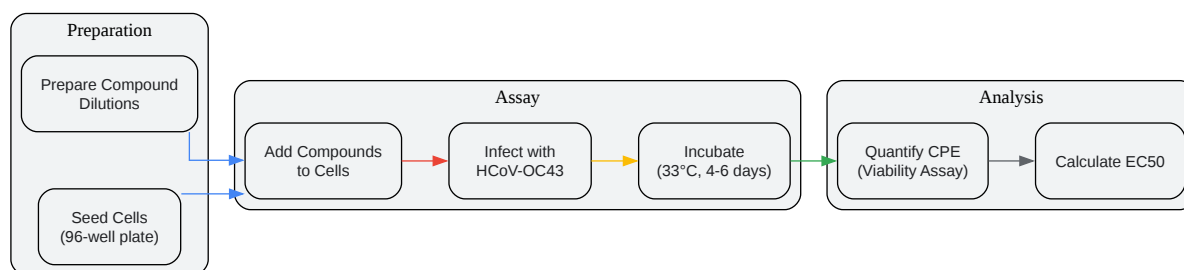 Preparation
Prepare Compound
Dilutions
Seed Cells
(96-well plate)
Assay
Add Compounds
to Cells
Infect with
HCoV-OC43
Incubate
(33°C, 4-6 days)
Analysis
Quantify CPE
(Viability Assay)
Calculate EC50